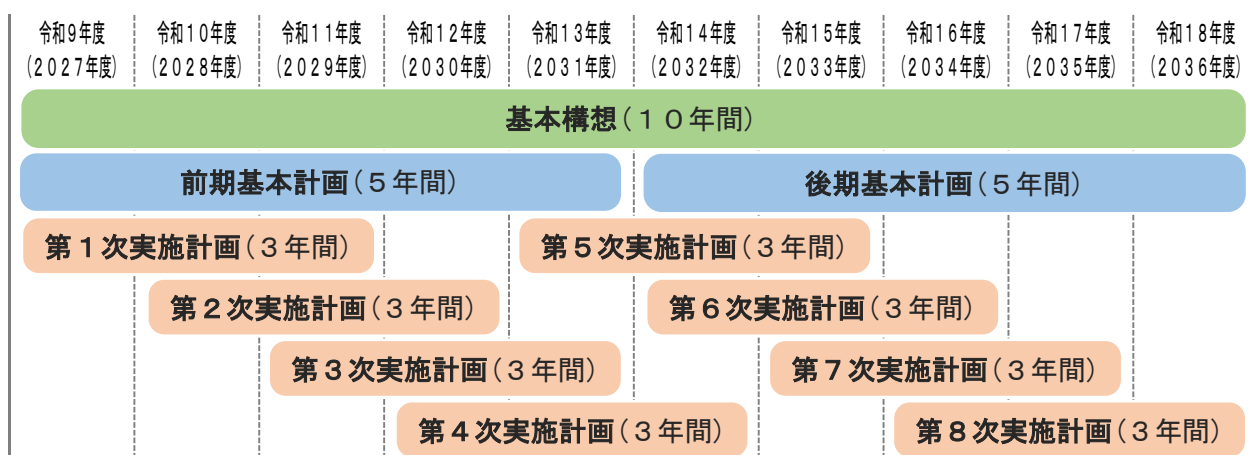 令和9年度 令和10年度 令和11年度 令和12年度 令和13年度 令和14年度 令和15年度 令和16年度 令和17年度 令和18年度
(2027年度) (2028年度) (2029年度) (2030年度) (2031年度) (2032年度) (2033年度) (2034年度) (2035年度) (2036年度)
基本構想(10年間)
前期基本計画(5年間) 後期基本計画(5年間)
第1次実施計画(3年間) 第5次実施計画(3年間)
第2次実施計画(3年間) 第6次実施計画(3年間)
第3次実施計画(3年間) 第7次実施計画(3年間)
第4次実施計画(3年間) 第8次実施計画(3年間)